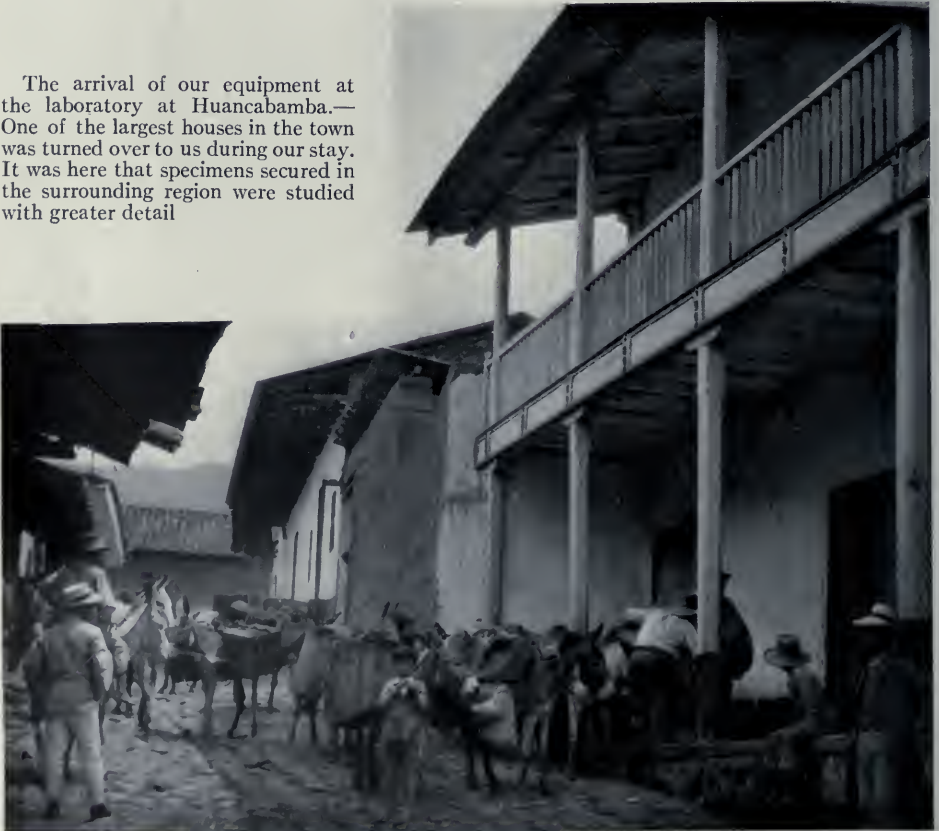 The arrival of our equipment at
the laboratory at Huancabamba.—
One of the largest houses in the town
was turned over to us during our stay.
It was here that specimens secured in
the surrounding region were studied
with greater detail